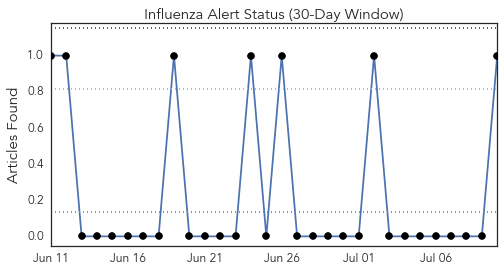 Influenza Alert Status (30-Day Window)
Articles Found
1.0
0.8
0.6
0.4
0.2
0.0
Jun 11 Jun 16 Jun 21 Jun 26 Jul 01 Jul 06